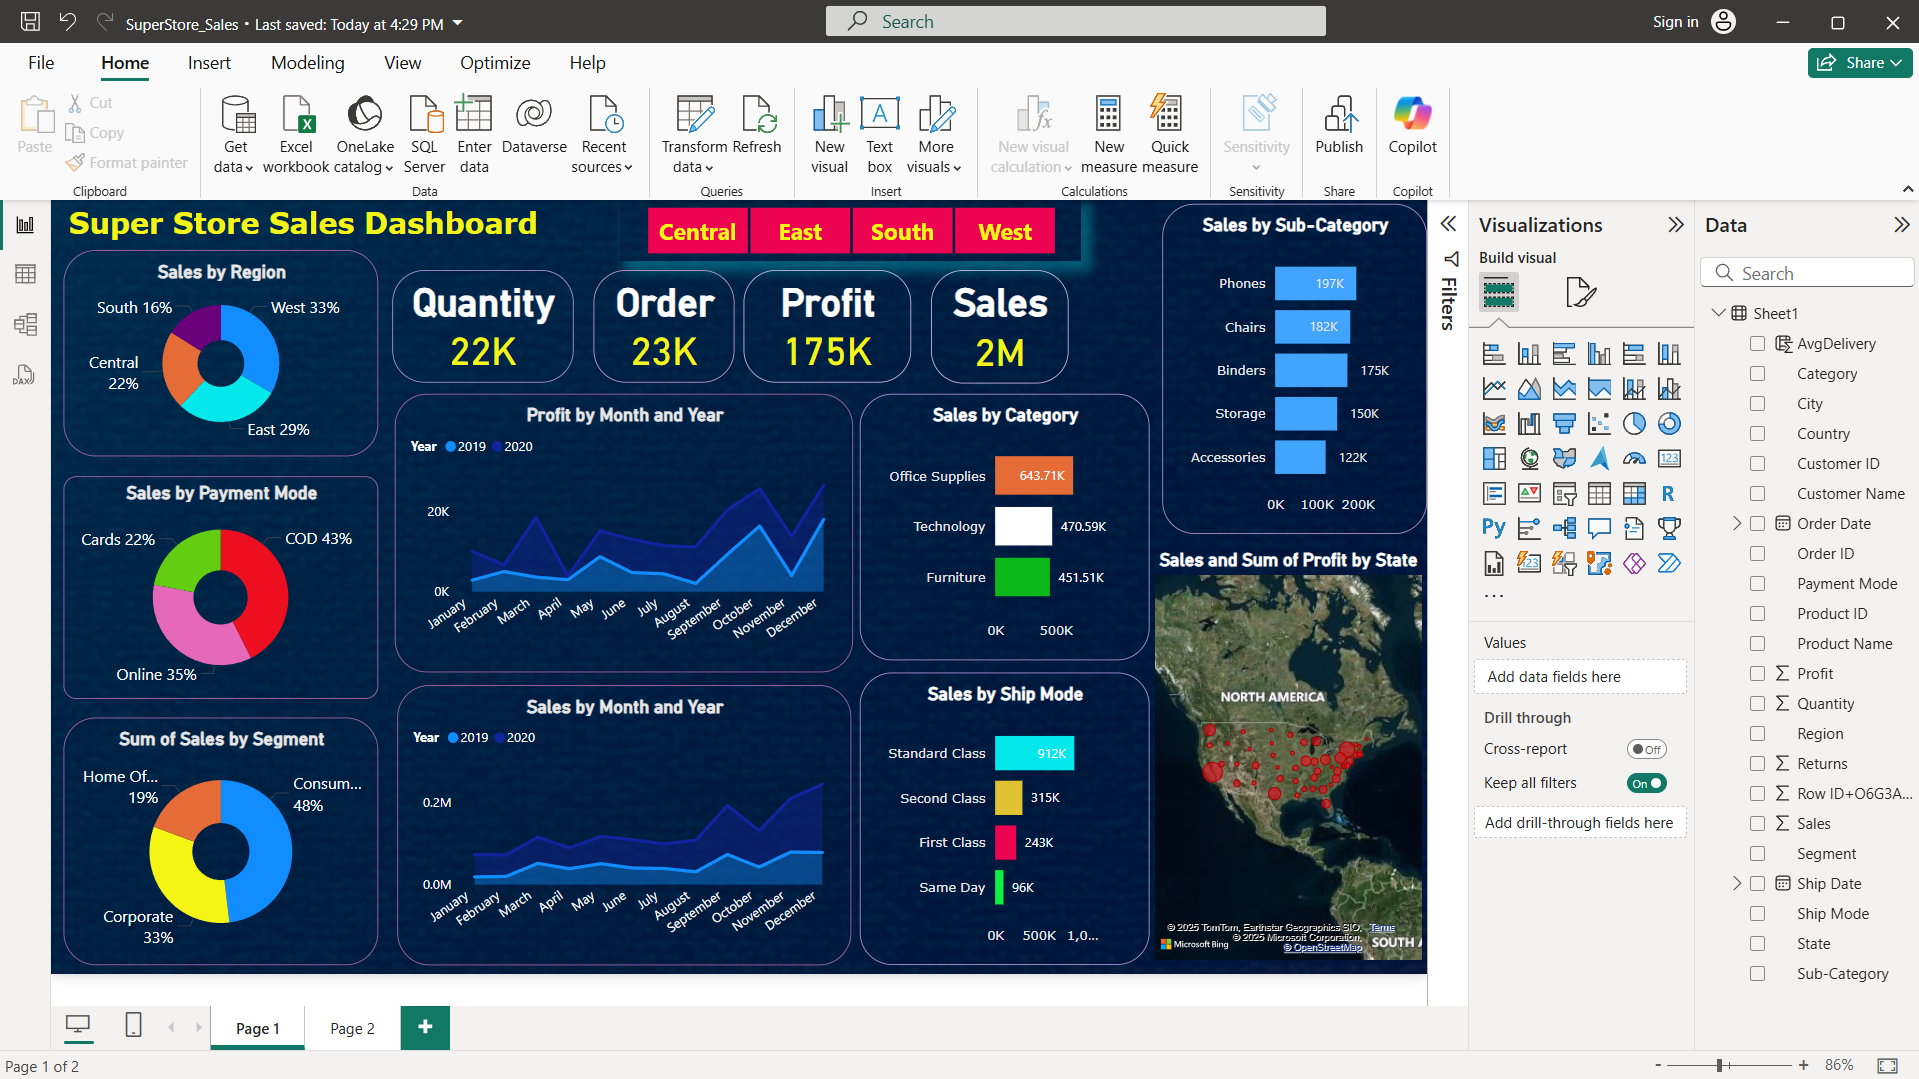 SuperStore_Sales • Last saved: Today at 4:29 PM
Search
Sign in
File
Home
Insert
Modeling
View
Optimize
Help
Share
Paste
Cut
Copy
Format painter
Clipboard
Get data
Excel workbook
OneLake catalog
SQL Server
Enter data
Dataverse
Recent sources
Data
Transform data
Refresh
Queries
New visual
Text box
More visuals
Insert
New visual calculation
New measure
Quick measure
Calculations
Sensitivity
Sensitivity
Publish
Share
Copilot
Copilot
Super Store Sales Dashboard
Central
East
South
West
Sales by Region
South 16%
West 33%
Central
22%
East 29%
Quantity
22K
Order
23K
Profit
175K
Sales
2M
Sales by Sub-Category
Phones
197K
Chairs
182K
Binders
175K
Storage
150K
Accessories
122K
0K 100K 200K
Sales by Payment Mode
Cards 22%
COD 43%
Online 35%
Profit by Month and Year
Year 2019 2020
20K
0K
January
February
March
April
May
June
July
August
September
October
November
December
Sales by Category
Office Supplies
643.71K
Technology
470.59K
Furniture
451.51K
0K 500K
Sales and Sum of Profit by State
NORTH AMERICA
SOUTH A
© 2025 TomTom, Earthstar Geographics SIO,
© 2025 Microsoft Corporation,
© OpenStreetMap
Terms
Microsoft Bing
Sum of Sales by Segment
Home Of...
19%
Consum...
48%
Corporate
33%
Sales by Month and Year
Year 2019 2020
0.2M
0.0M
January
February
March
April
May
June
July
August
September
October
November
December
Sales by Ship Mode
Standard Class
912K
Second Class
315K
First Class
243K
Same Day
96K
0K 500K 1,0...
Filters
Visualizations
Build visual
123
R
Py
123
...
Values
Add data fields here
Drill through
Cross-report
Off
Keep all filters
On
Add drill-through fields here
Data
Search
Sheet1
AvgDelivery
Category
City
Country
Customer ID
Customer Name
Order Date
Order ID
Payment Mode
Product ID
Product Name
Profit
Quantity
Region
Returns
Row ID+O6G3A...
Sales
Segment
Ship Date
Ship Mode
State
Sub-Category
DAX
Page 1
Page 2
+
Page 1 of 2
- + 86%